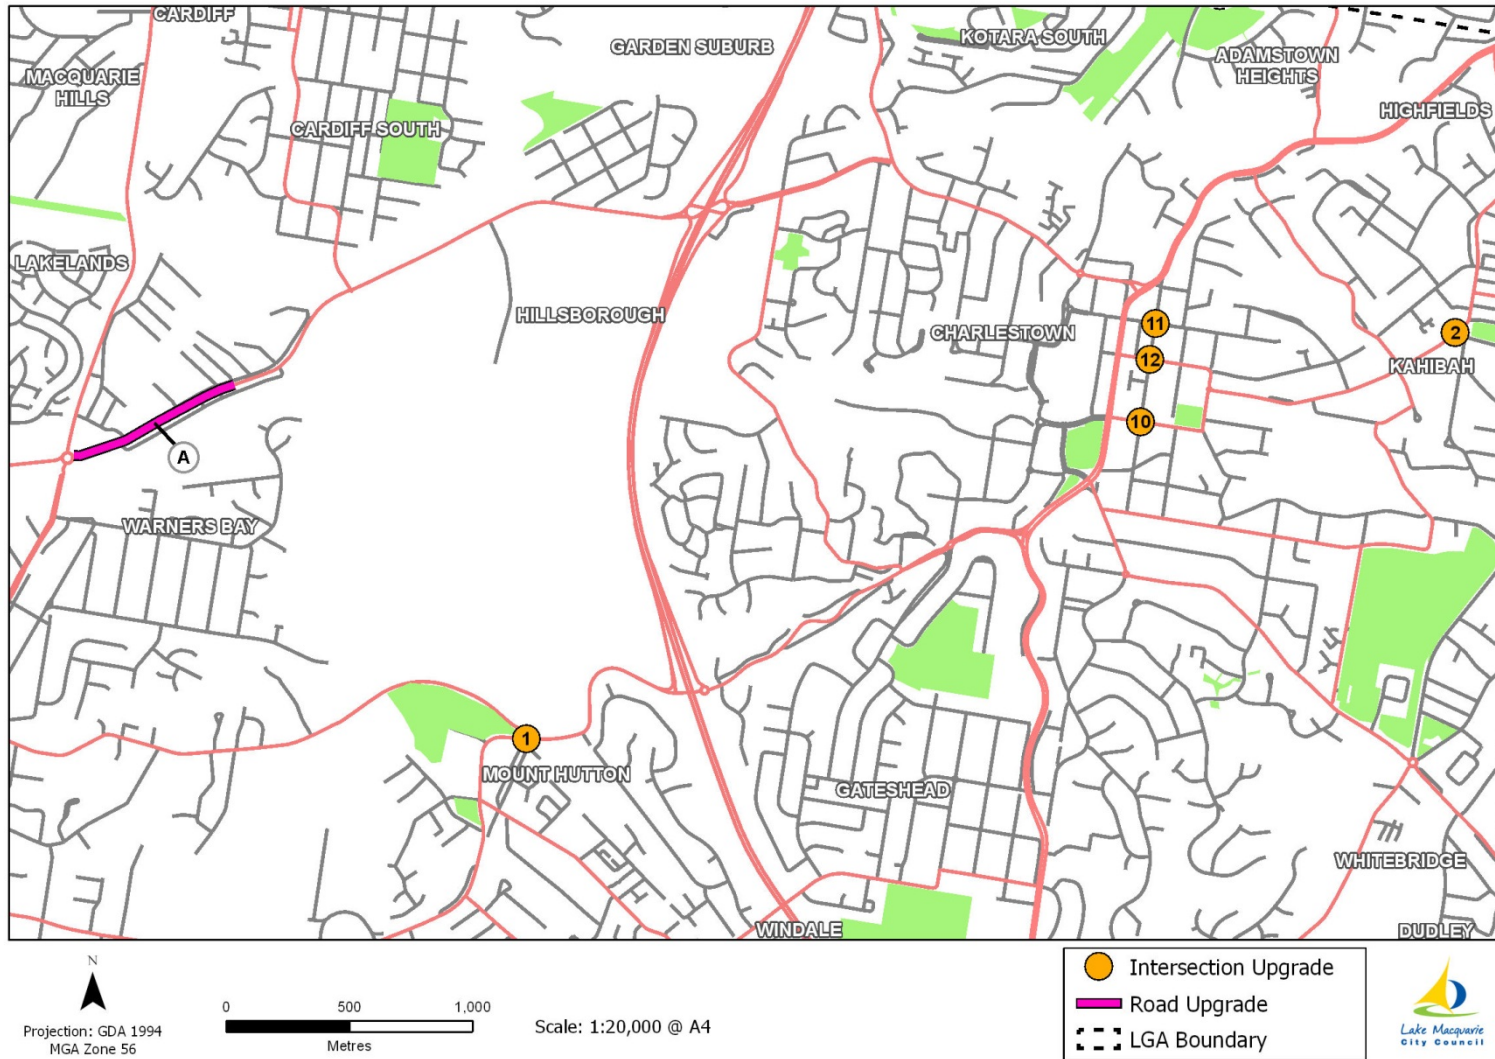 CARDIFF
GARDEN SUBURB
KOTARA SOUTH
ADAMSTOWN
HEIGHTS
MACQUARIE
HILLS
HIGHFIELDS
CARDIFF SOUTH
LAKELANDS
HILLSBOROUGH
CHARLESTOWN
11
2
12
KAHIBAH
10
A
WARNERS BAY
1
MOUNT HUTTON
GATESHEAD
WHITEBRIDGE
WINDALE
DUDLEY
N
Projection: GDA 1994
MGA Zone 56
0 500 1,000
Metres
Scale: 1:20,000 @ A4
Intersection Upgrade
Road Upgrade
LGA Boundary
Lake Macquarie
City Council